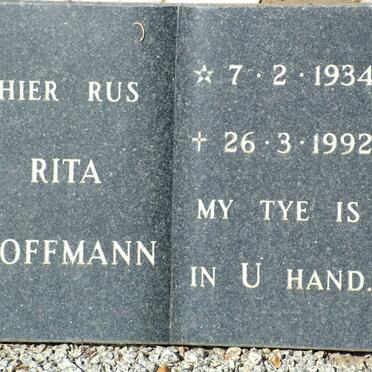 HIER RUS
RITA
OFFMANN
☆ 7·2·1934
✝ 26·3·1992
MY TYE IS
IN U HAND.